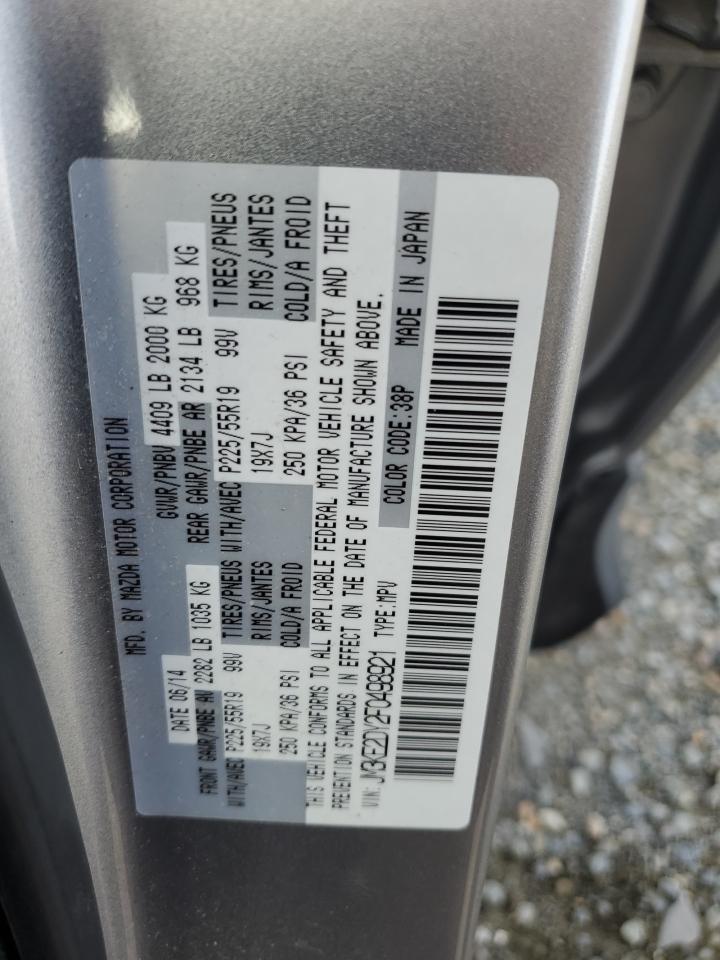 MFD. BY MAZDA MOTOR CORPORATION
DATE 06/14 GVWR/PNBV 4409 LB 2000 KG
FRONT GAWR/PNBE AV 2282 LB 1035 KG REAR GAWR/PNBE AR 2134 LB 968 KG
WITH/AVEC P225/55R19 99V TIRES/PNEUS WITH/AVEC P225/55R19 99V TIRES/PNEUS
19X7J RIMS/JANTES 19X7J RIMS/JANTES
250 KPA/36 PSI COLD/A FROID 250 KPA/36 PSI COLD/A FROID
THIS VEHICLE CONFORMS TO ALL APPLICABLE FEDERAL MOTOR VEHICLE SAFETY AND THEFT
PREVENTION STANDARDS IN EFFECT ON THE DATE OF MANUFACTURE SHOWN ABOVE.
VIN: JM3KE2DY2F0498921 TYPE:MPV COLOR CODE:38P MADE IN JAPAN